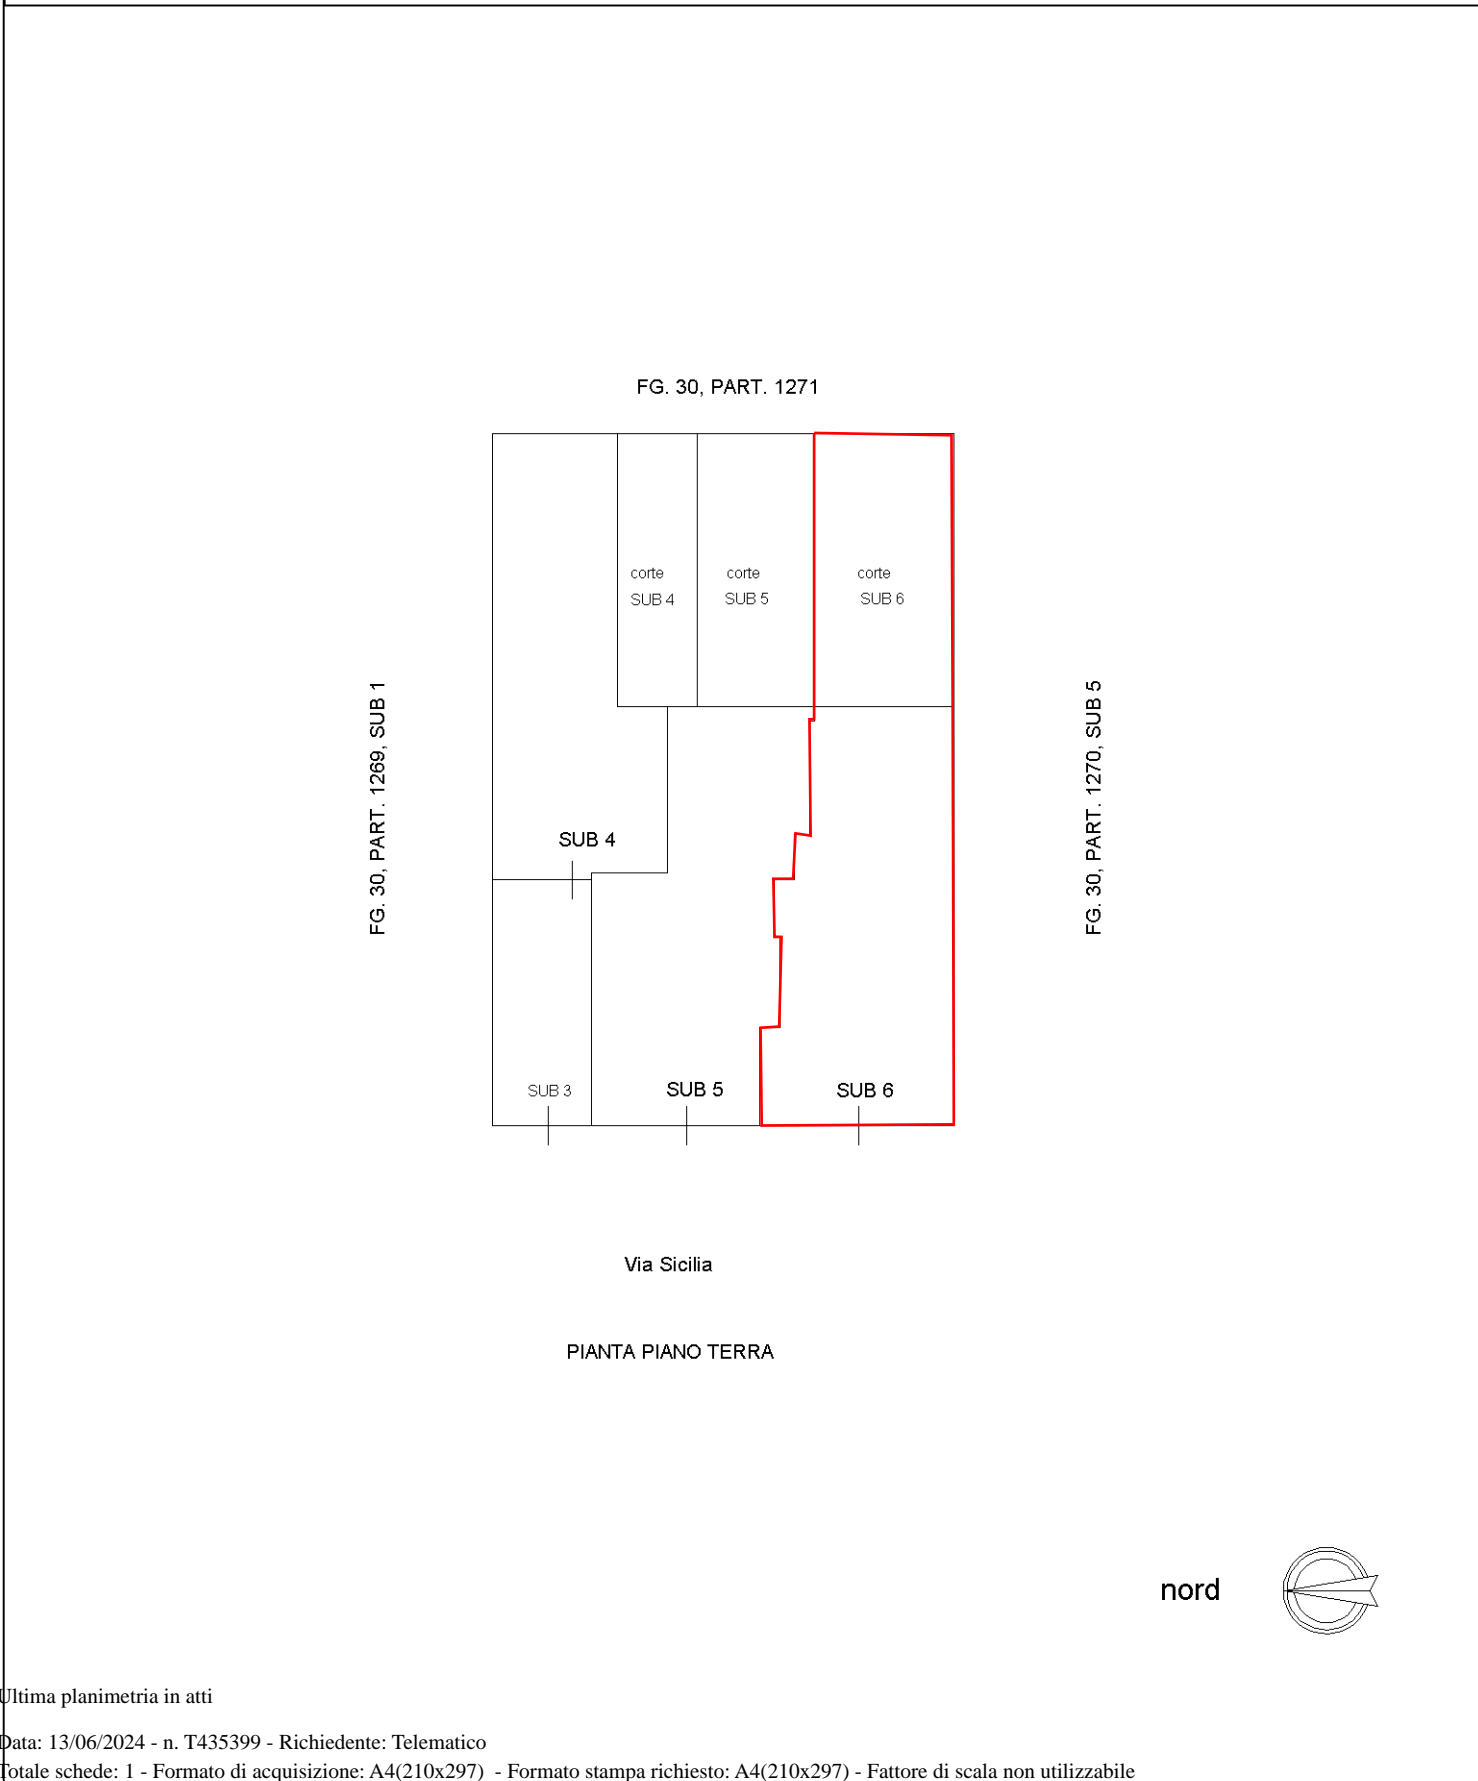 FG. 30, PART. 1271
corte
SUB 4
corte
SUB 5
corte
SUB 6
FG. 30, PART. 1269, SUB 1
FG. 30, PART. 1270, SUB 5
SUB 4
SUB 3
SUB 5
SUB 6
Via Sicilia
PIANTA PIANO TERRA
nord
Ultima planimetria in atti
Data: 13/06/2024 - n. T435399 - Richiedente: Telematico
Totale schede: 1 - Formato di acquisizione: A4(210x297) - Formato stampa richiesto: A4(210x297) - Fattore di scala non utilizzabile